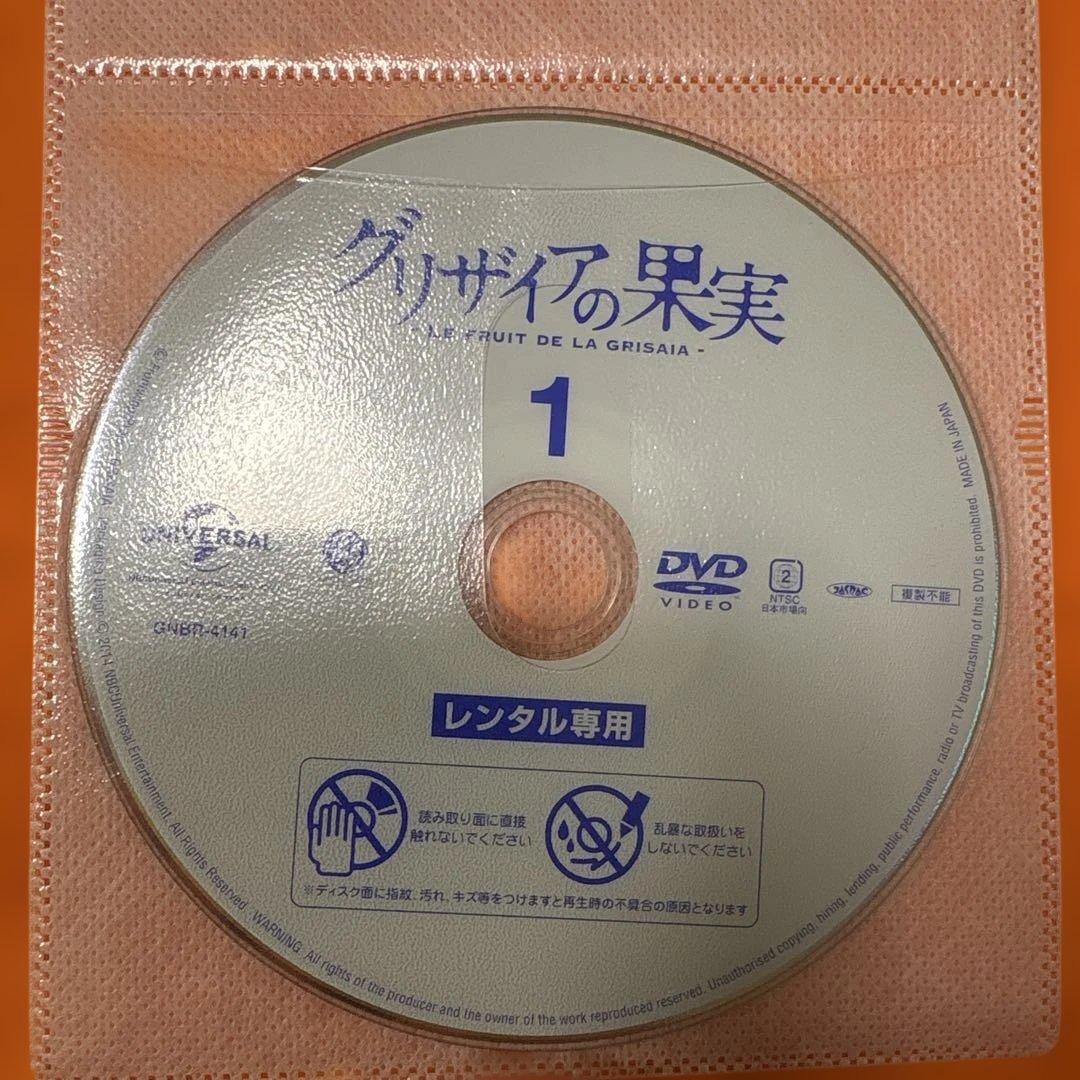 グリザイアの果実
- LE FRUIT DE LA GRISAIA -
1
UNIVERSAL
GNBR-4141
DVD
VIDEO
2
NTSC
日本市場向
JASRAC
複製不能
レンタル専用
読み取り面に直接
触れないでください
乱暴な取扱いを
しないでください
※ディスク面に指紋、汚れ、キズ等をつけますと再生時の不具合の原因となります
2014 NBCUniversal Entertainment. All Rights Reserved. WARNING: All rights of the producer and the owner of the work reproduced reserved. Unauthorised copying, hiring, lending, public performance, radio or TV broadcasting of this DVD is prohibited. MADE IN JAPAN